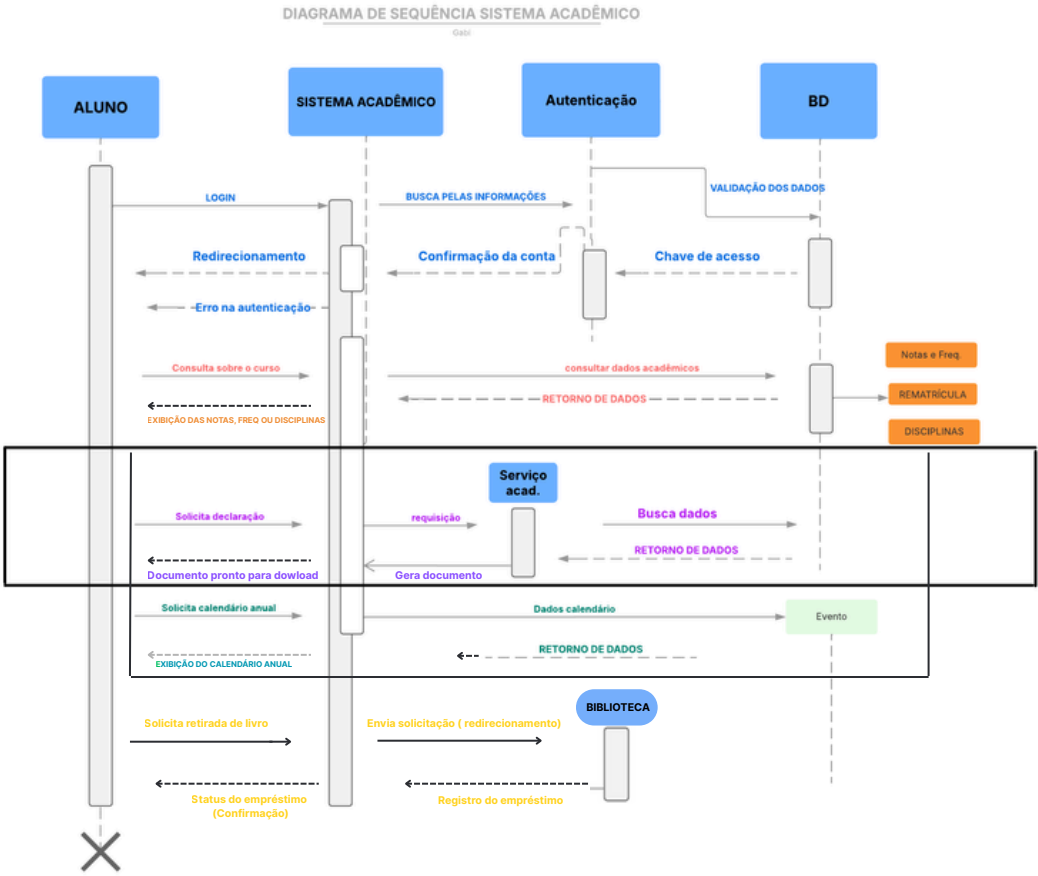 DIAGRAMA DE SEQUÊNCIA SISTEMA ACADÊMICO
Gabi
ALUNO
SISTEMA ACADÊMICO
Autenticação
BD
LOGIN
BUSCA PELAS INFORMAÇÕES
VALIDAÇÃO DOS DADOS
Redirecionamento
Confirmação da conta
Chave de acesso
Erro na autenticação
Consulta sobre o curso
consultar dados acadêmicos
Notas e Freq.
REMATRÍCULA
DISCIPLINAS
RETORNO DE DADOS
EXIBIÇÃO DAS NOTAS, FREQ OU DISCIPLINAS
Serviço
acad.
Solicita declaração
requisição
Busca dados
RETORNO DE DADOS
Documento pronto para dowload
Gera documento
Solicita calendário anual
Dados calendário
Evento
RETORNO DE DADOS
EXIBIÇÃO DO CALENDÁRIO ANUAL
BIBLIOTECA
Solicita retirada de livro
Envia solicitação ( redirecionamento)
Status do empréstimo
(Confirmação)
Registro do empréstimo